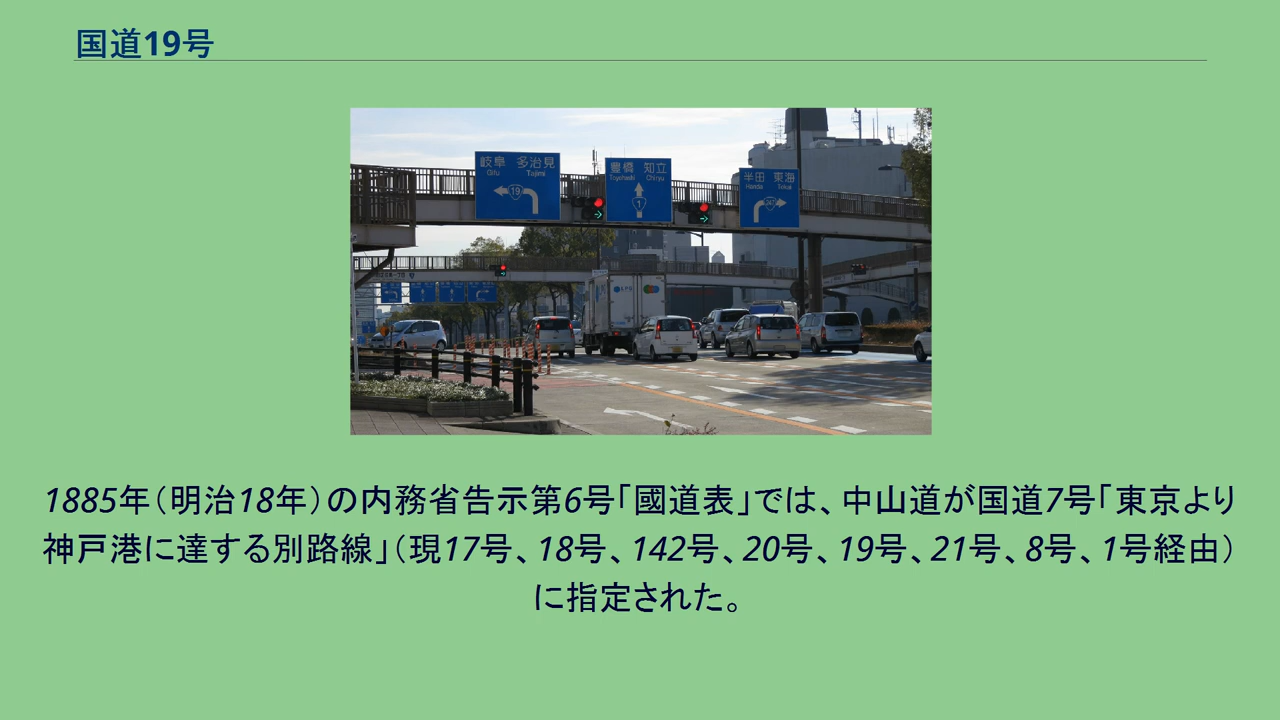 国道19号
岐阜 多治見
Gifu Tajimi
19
豊橋 知立
Toyohashi Chiryu
1
半田 東海
Handa Tokai
247
1885年（明治18年）の内務省告示第6号「國道表」では、中山道が国道7号「東京より
神戸港に達する別路線」（現17号、18号、142号、20号、19号、21号、8号、1号経由）
に指定された。